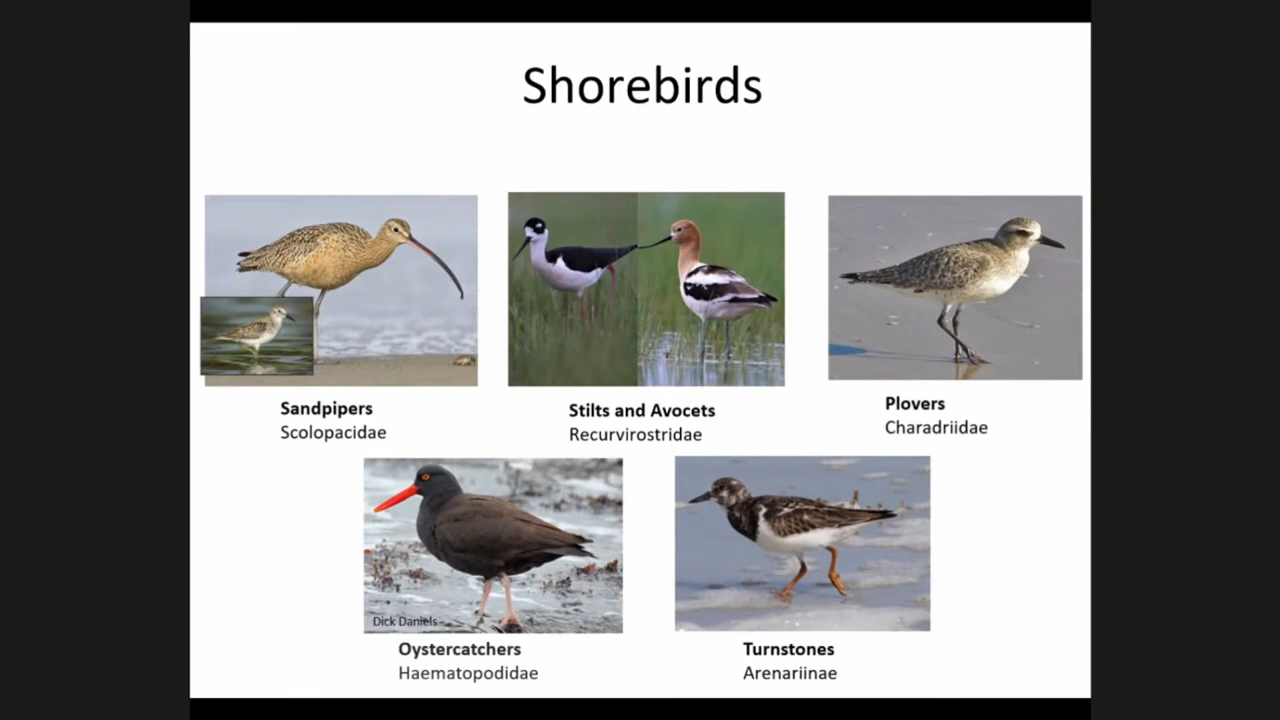 Shorebirds
Sandpipers
Scolopacidae
Stilts and Avocets
Recurvirostridae
Plovers
Charadriidae
Dick Daniels
Oystercatchers
Haematopodidae
Turnstones
Arenariinae